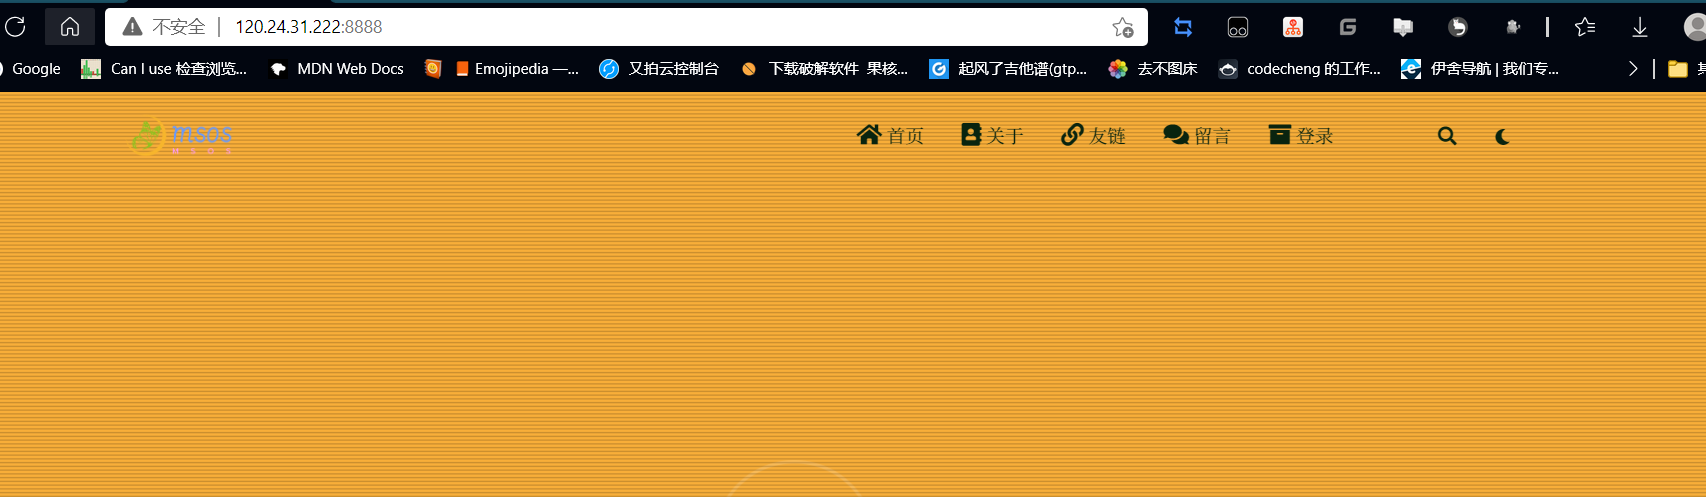 不安全 | 120.24.31.222:8888
Google Can I use 检查浏览... MDN Web Docs Emojipedia —... 又拍云控制台 下载破解软件 果核... 起风了吉他谱(gtp... 去不图床 codecheng 的工作... 伊舍导航 | 我们专...
msos 首页 关于 友链 留言 登录